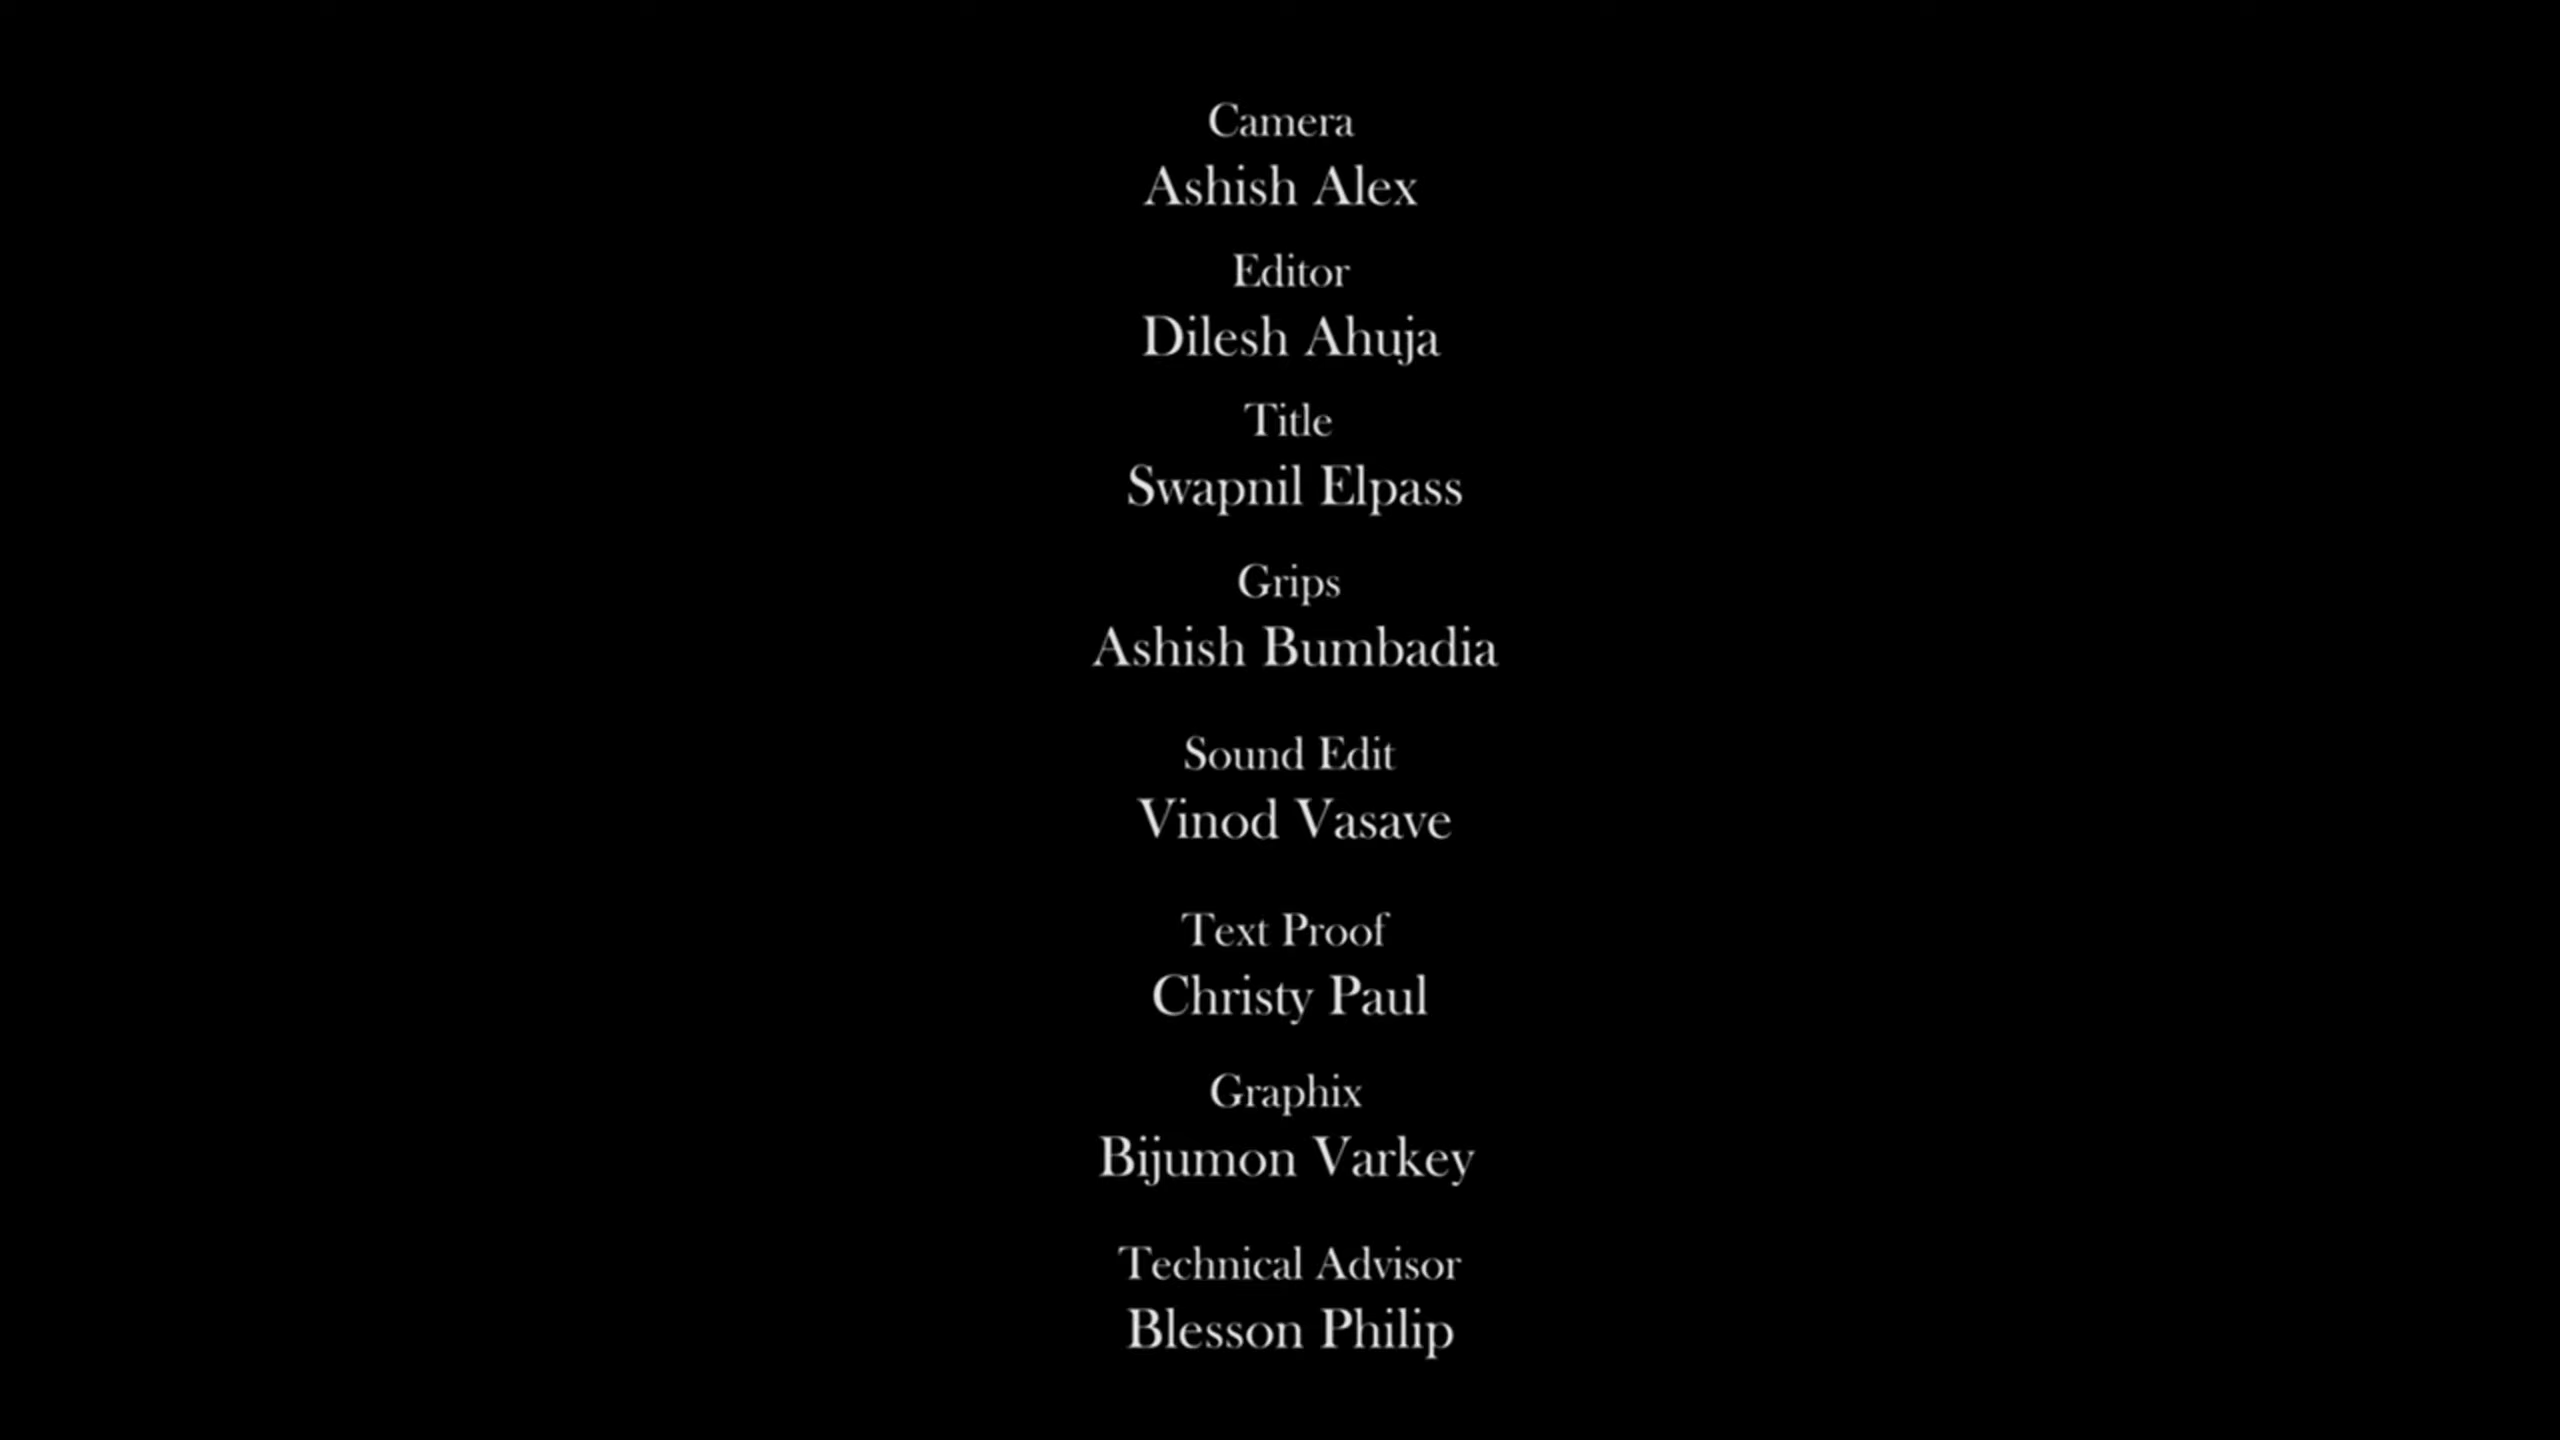 Camera
Ashish Alex
Editor
Dilesh Ahuja
Title
Swapnil Elpass
Grips
Ashish Bumbadia
Sound Edit
Vinod Vasave
Text Proof
Christy Paul
Graphix
Bijumon Varkey
Technical Advisor
Blesson Philip